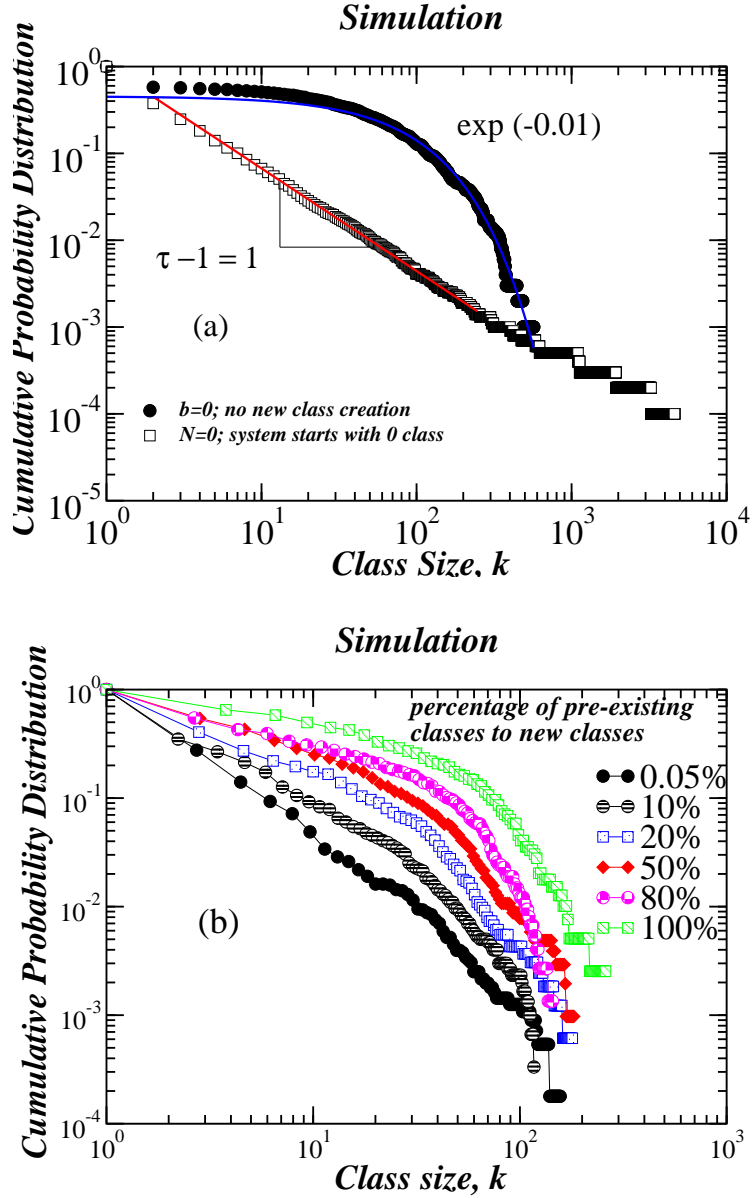 Simulation
Cumulative Probability Distribution
10^0
10^-1
10^-2
10^-3
10^-4
10^-5
exp (-0.01)
τ −1 = 1
(a)
b=0; no new class creation
N=0; system starts with 0 class
10^0 10^1 10^2 10^3 10^4
Class Size, k
Simulation
Cumulative Probability Distribution
10^0
10^-1
10^-2
10^-3
10^-4
percentage of pre-existing
classes to new classes
0.05%
10%
20%
50%
80%
100%
(b)
10^0 10^1 10^2 10^3
Class size, k